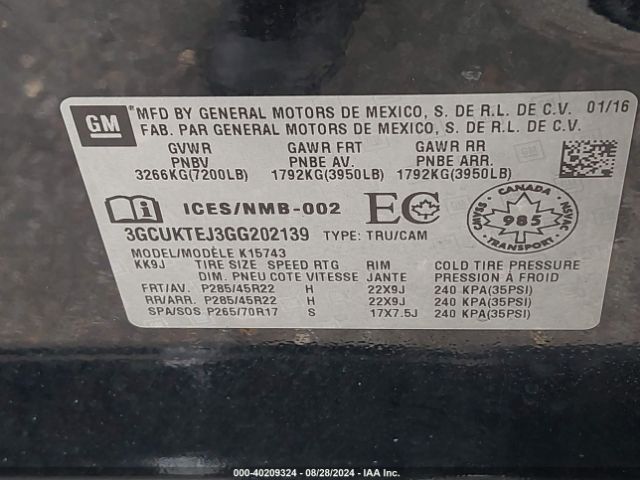 GM
MFD BY GENERAL MOTORS DE MEXICO, S. DE R.L. DE C.V. 01/16
FAB. PAR GENERAL MOTORS DE MEXICO, S. DE R.L. DE C.V.
GVWR GAWR FRT GAWR RR
PNBV PNBE AV. PNBE ARR.
3266KG(7200LB) 1792KG(3950LB) 1792KG(3950LB)
i ICES/NMB-002 EC
CANADA
SVAMC 985 NSVAC
TRANSPORT
3GCUKTEJ3GG202139 TYPE: TRU/CAM
MODEL/MODÈLE K15743
KK9J TIRE SIZE SPEED RTG RIM COLD TIRE PRESSURE
DIM. PNEU COTE VITESSE JANTE PRESSION À FROID
FRT/AV. P285/45R22 H 22X9J 240 KPA(35PSI)
RR/ARR. P285/45R22 H 22X9J 240 KPA(35PSI)
SPA/SOS P265/70R17 S 17X7.5J 240 KPA(35PSI)
000-40209324 | 08/28/2024 - IAA Inc.